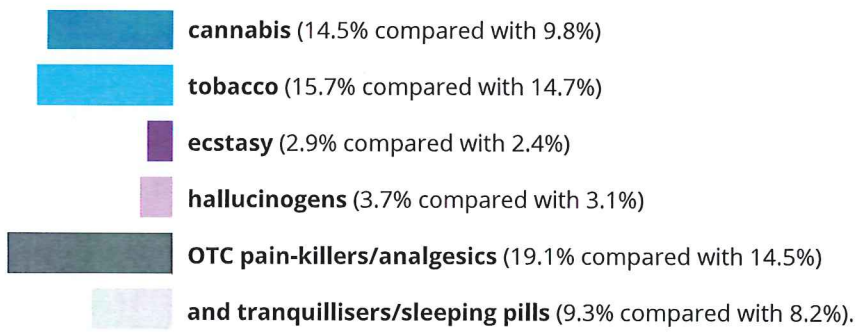 cannabis (14.5% compared with 9.8%)
tobacco (15.7% compared with 14.7%)
ecstasy (2.9% compared with 2.4%)
hallucinogens (3.7% compared with 3.1%)
OTC pain-killers/analgesics (19.1% compared with 14.5%)
and tranquillisers/sleeping pills (9.3% compared with 8.2%).